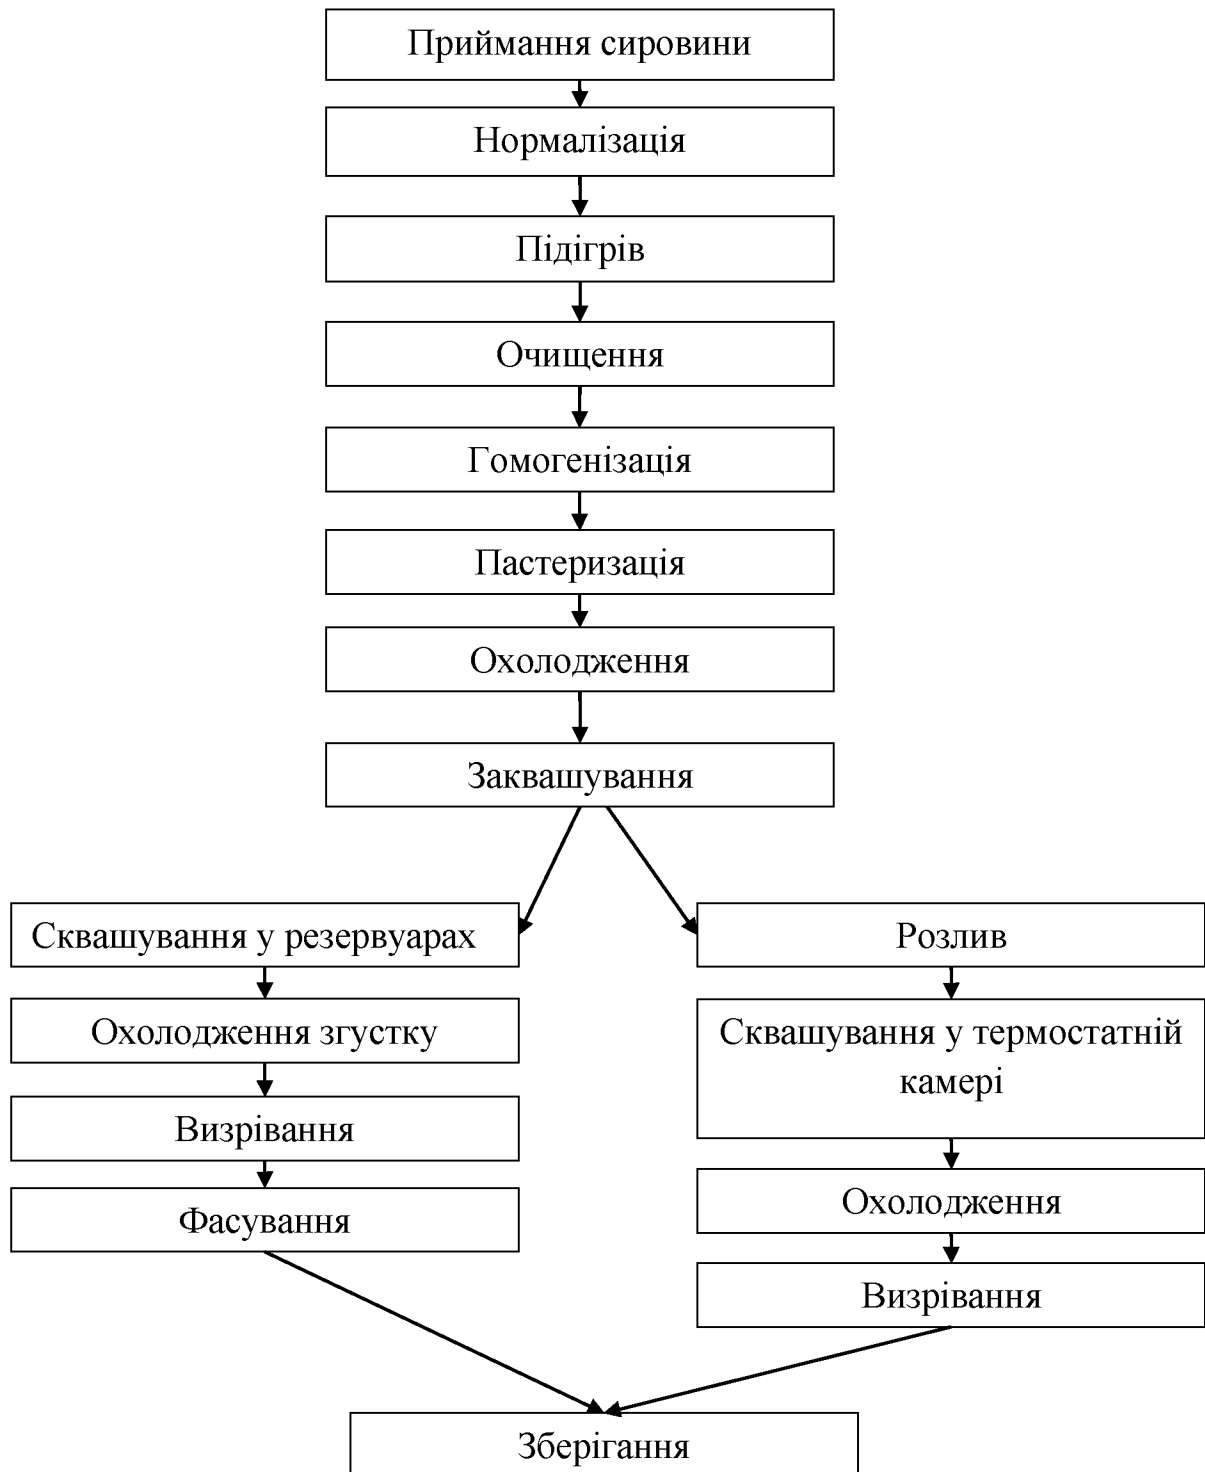 Приймання сировини
Нормалізація
Підігрів
Очищення
Гомогенізація
Пастеризація
Охолодження
Заквашування
Сквашування у резервуарах
Охолодження згустку
Визрівання
Фасування
Розлив
Сквашування у термостатній
камері
Охолодження
Визрівання
Зберігання